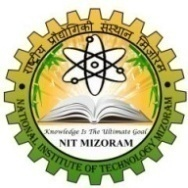 राष्ट्रीय प्रौद्योगिकी संस्थान मिज़ोरम
Knowledge Is The Ultimate Goal
NIT MIZORAM
NATIONAL INSTITUTE OF TECHNOLOGY MIZORAM